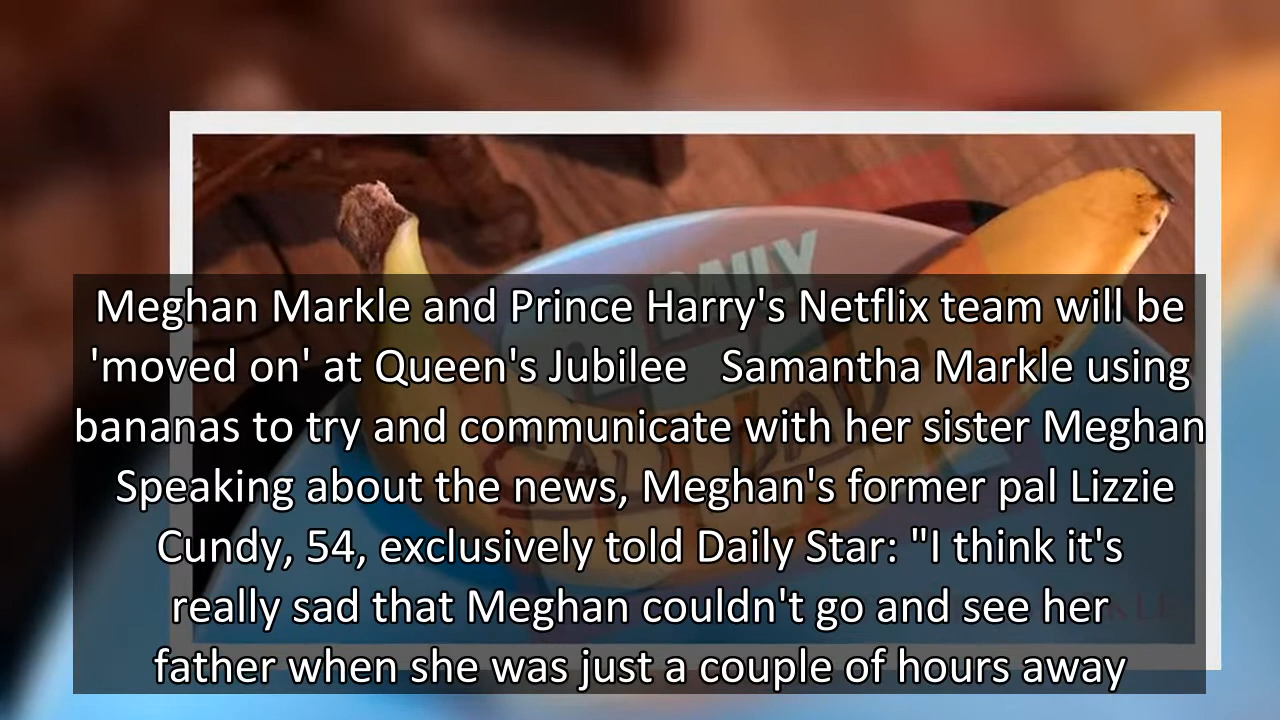 DAILY
Meghan Markle and Prince Harry's Netflix team will be
'moved on' at Queen's Jubilee   Samantha Markle using
bananas to try and communicate with her sister Meghan
Speaking about the news, Meghan's former pal Lizzie
Cundy, 54, exclusively told Daily Star: "I think it's
really sad that Meghan couldn't go and see her
father when she was just a couple of hours away